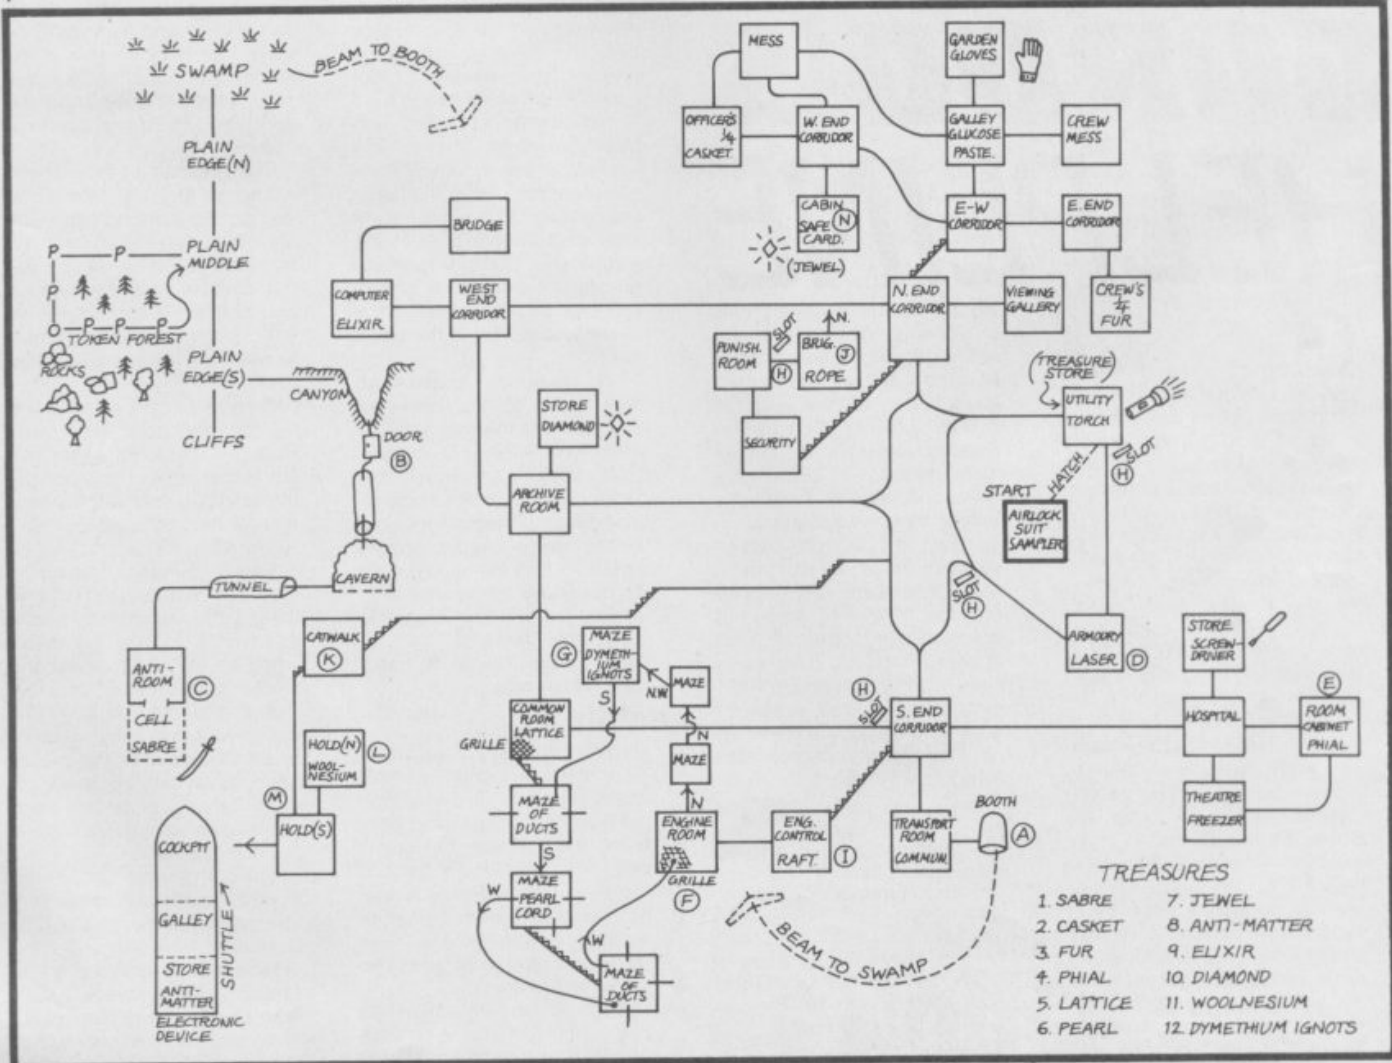 SWAMP
BEAM TO BOOTH
PLAIN
EDGE(N)
P
P
PLAIN
MIDDLE
P
O
P
P
P
TOKEN FOREST
ROCKS
PLAIN
EDGE(S)
CANYON
CLIFFS
DOOR
B
CAVERN
TUNNEL
ANTI-
ROOM
C
CELL
SABRE
BRIDGE
COMPUTER
ELIXIR
WEST
END
CORRIDOR
STORE
DIAMOND
ARCHIVE
ROOM
MESS
OFFICER'S
1/4
CASKET
W. END
CORRIDOR
CABIN
SAFE
CARD.
N
(JEWEL)
GARDEN
GLOVES
GALLEY
GLUCOSE
PASTE.
CREW
MESS
E-W
CORRIDOR
E. END
CORRIDOR
CREW'S
1/4
FUR
N. END
CORRIDOR
VIEWING
GALLERY
PUNISH.
ROOM
SLOT
H
N.
BRIG.
J
ROPE
SECURITY
(TREASURE
STORE)
UTILITY
TORCH
SLOT
H
HATCH
START
AIRLOCK
SUIT
SAMPLER
SLOT
H
ARMOURY
LASER
D
CATWALK
K
HOLD(N)
WOOL-
NESIUM
L
M
HOLD(S)
COCKPIT
GALLEY
STORE
ANTI-
MATTER
SHUTTLE
ELECTRONIC
DEVICE
G
MAZE
DYMETH-
IUM
IGNOTS
N.W.
MAZE
S
N
MAZE
N
COMMON
ROOM
LATTICE
GRILLE
MAZE
OF
DUCTS
S
MAZE
PEARL
CORD
W
W
MAZE
OF
DUCTS
ENGINE
ROOM
GRILLE
F
ENG.
CONTROL
RAFT.
I
H
SLOT
S. END
CORRIDOR
TRANSPORT
ROOM
COMMUN.
BOOTH
A
BEAM TO SWAMP
STORE
SCREW-
DRIVER
HOSPITAL
E
ROOM
CABINET
PHIAL
THEATRE
FREEZER
TREASURES
1. SABRE
2. CASKET
3. FUR
4. PHIAL
5. LATTICE
6. PEARL
7. JEWEL
8. ANTI-MATTER
9. ELIXIR
10. DIAMOND
11. WOOLNESIUM
12. DYMETHIUM IGNOTS